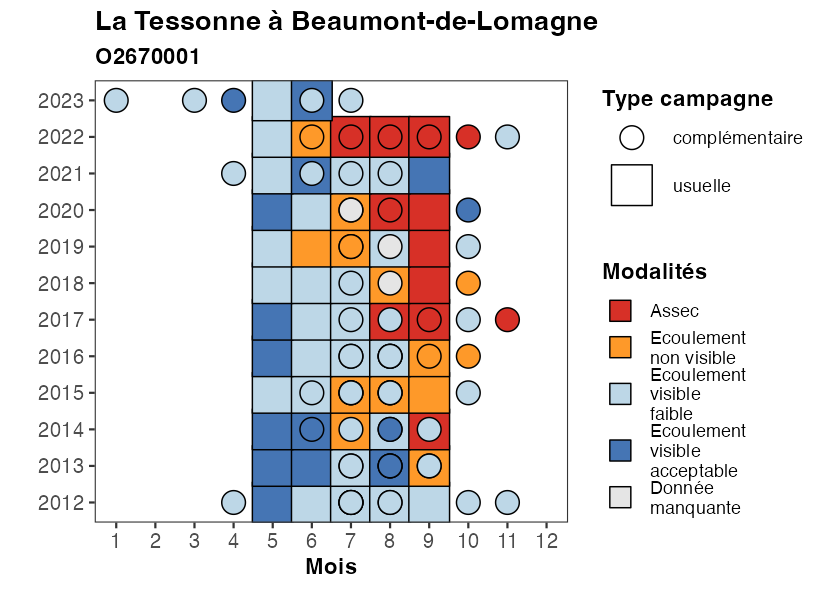 La Tessonne à Beaumont-de-Lomagne
O2670001
2023
2022
2021
2020
2019
2018
2017
2016
2015
2014
2013
2012
1 2 3 4 5 6 7 8 9 10 11 12
Mois
Type campagne
complémentaire
usuelle
Modalités
Assec
Ecoulement
non visible
Ecoulement
visible
faible
Ecoulement
visible
acceptable
Donnée
manquante